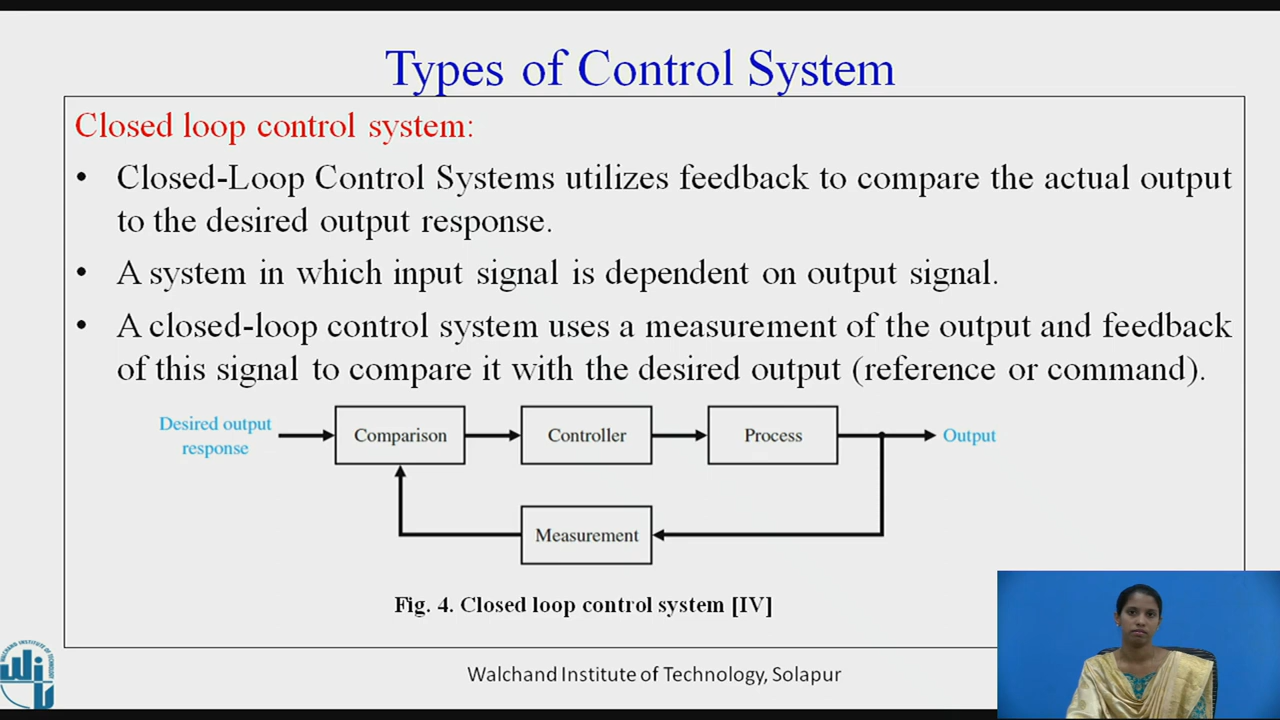 Types of Control System
Closed loop control system:
• Closed-Loop Control Systems utilizes feedback to compare the actual output
to the desired output response.
• A system in which input signal is dependent on output signal.
• A closed-loop control system uses a measurement of the output and feedback
of this signal to compare it with the desired output (reference or command).
Desired output
response
Comparison
Controller
Process
Output
Measurement
Fig. 4. Closed loop control system [IV]
WALCHAND INSTITUTE OF TECHNOLOGY
Walchand Institute of Technology, Solapur